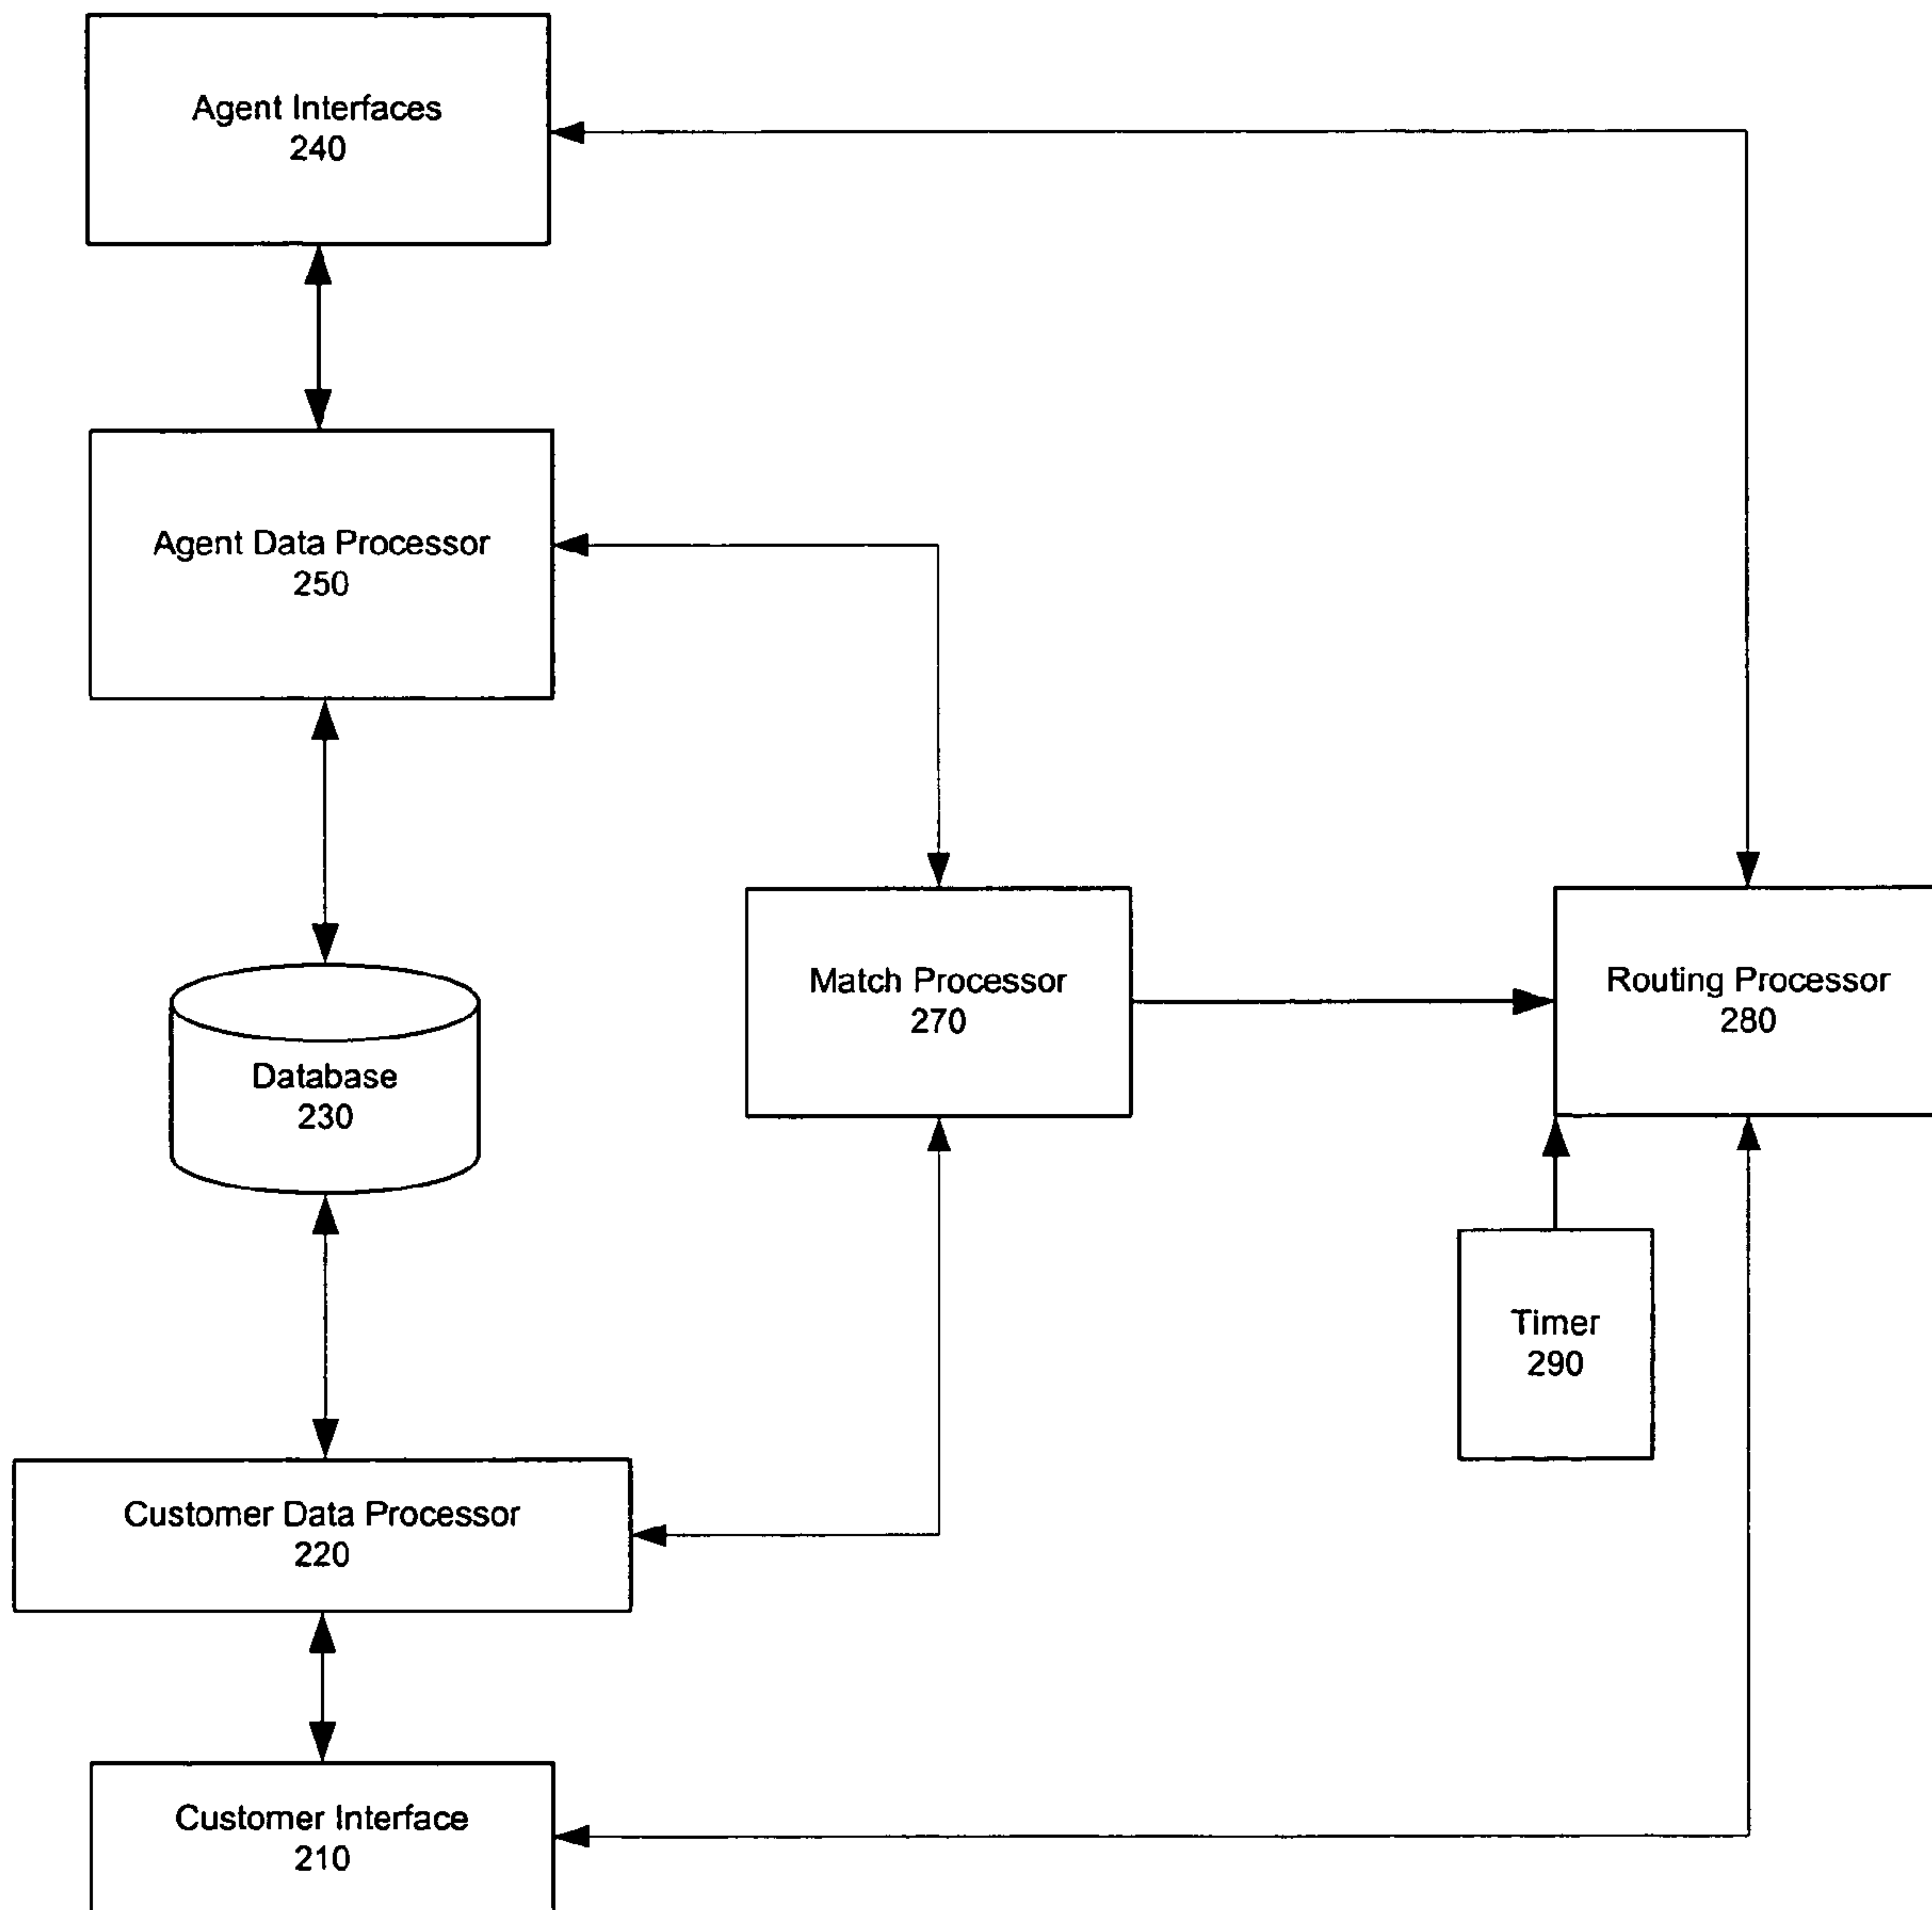 Agent Interfaces
240
Agent Data Processor
250
Match Processor
270
Routing Processor
280
Database
230
Timer
290
Customer Data Processor
220
Customer Interface
210